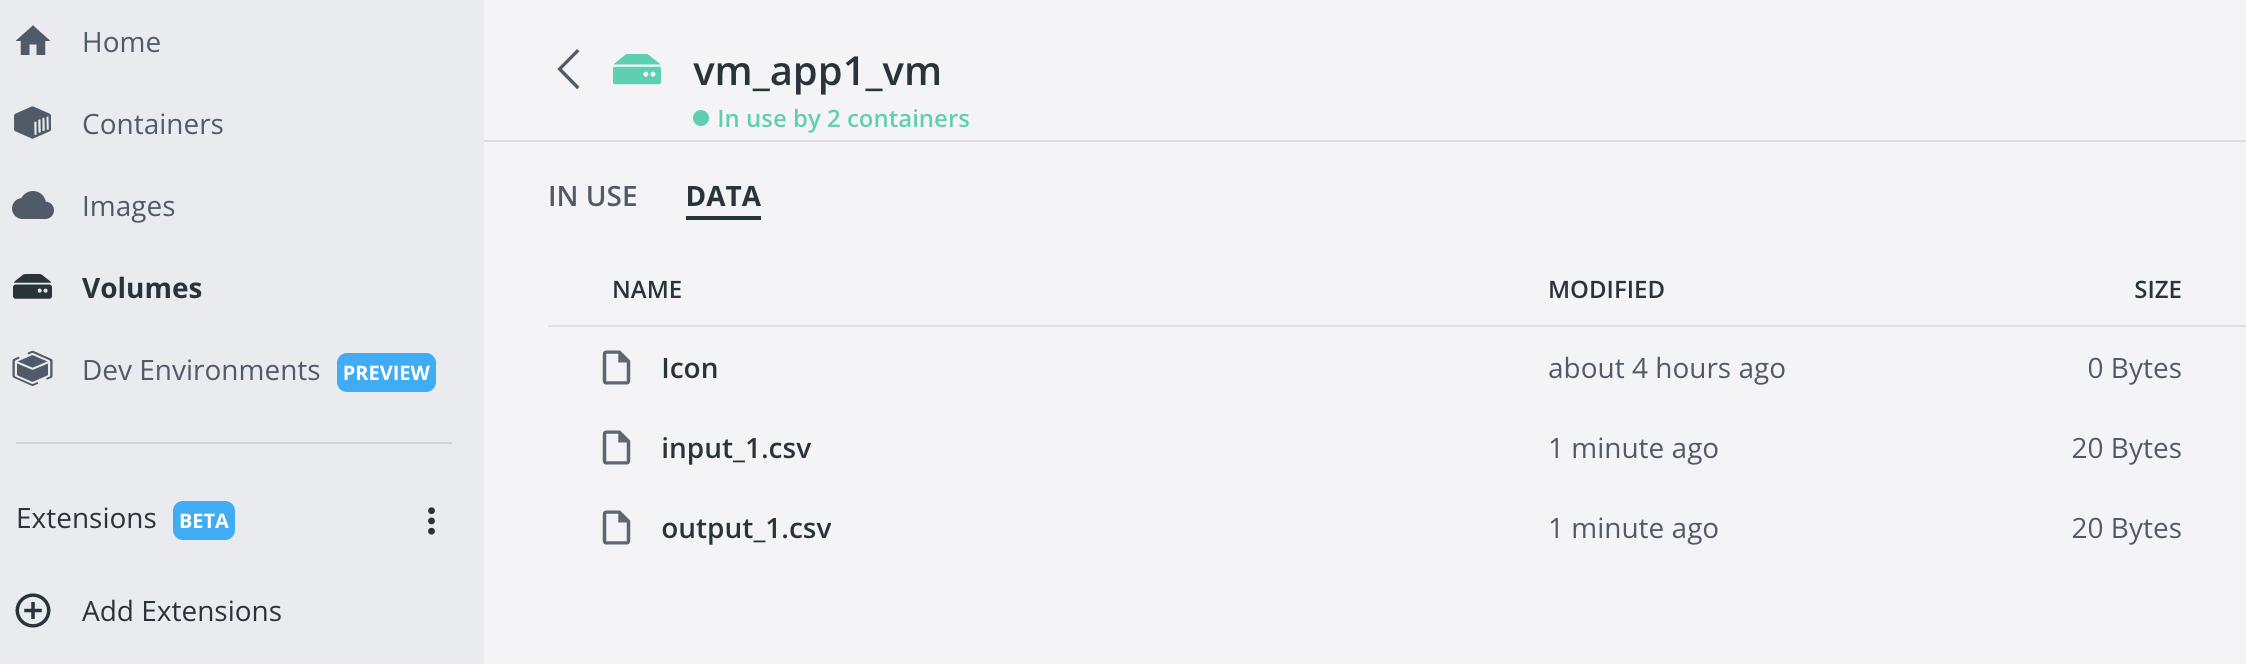 Home
Containers
Images
Volumes
Dev Environments PREVIEW
Extensions BETA
Add Extensions
vm_app1_vm
In use by 2 containers
IN USE DATA
NAME MODIFIED SIZE
Icon about 4 hours ago 0 Bytes
input_1.csv 1 minute ago 20 Bytes
output_1.csv 1 minute ago 20 Bytes